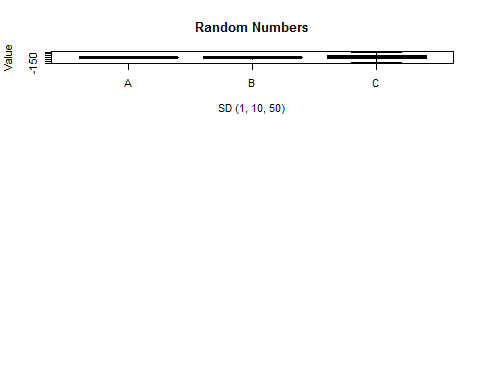 Random Numbers
Value
-150
A
B
C
SD (1, 10, 50)